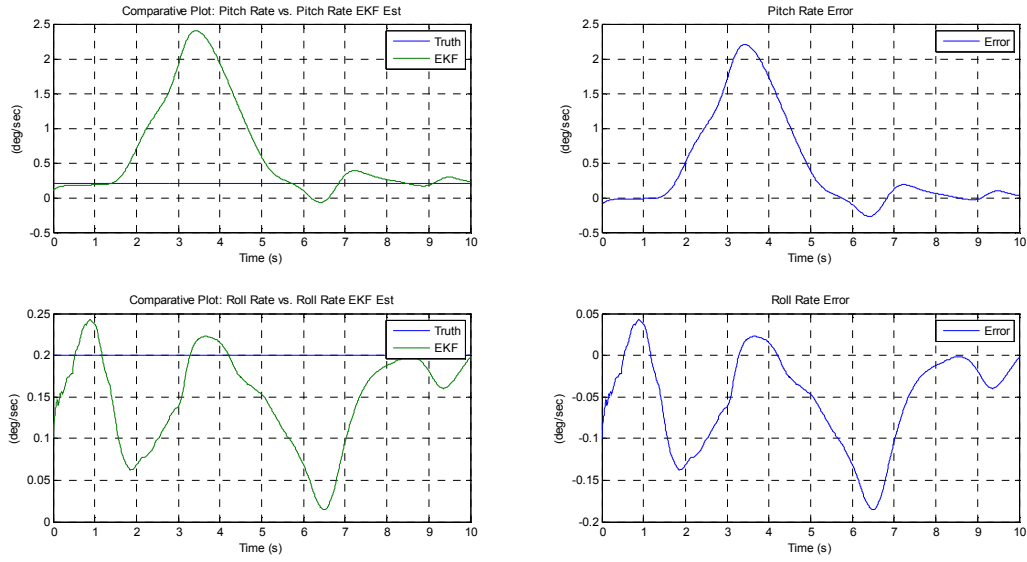 Comparative Plot: Pitch Rate vs. Pitch Rate EKF Est
2.5
2
1.5
1
0.5
0
-0.5
(deg/sec)
Truth
EKF
0 1 2 3 4 5 6 7 8 9 10
Time (s)
Pitch Rate Error
2.5
2
1.5
1
0.5
0
-0.5
(deg/sec)
Error
0 1 2 3 4 5 6 7 8 9 10
Time (s)
Comparative Plot: Roll Rate vs. Roll Rate EKF Est
0.25
0.2
0.15
0.1
0.05
0
(deg/sec)
Truth
EKF
0 1 2 3 4 5 6 7 8 9 10
Time (s)
Roll Rate Error
0.05
0
-0.05
-0.1
-0.15
-0.2
(deg/sec)
Error
0 1 2 3 4 5 6 7 8 9 10
Time (s)